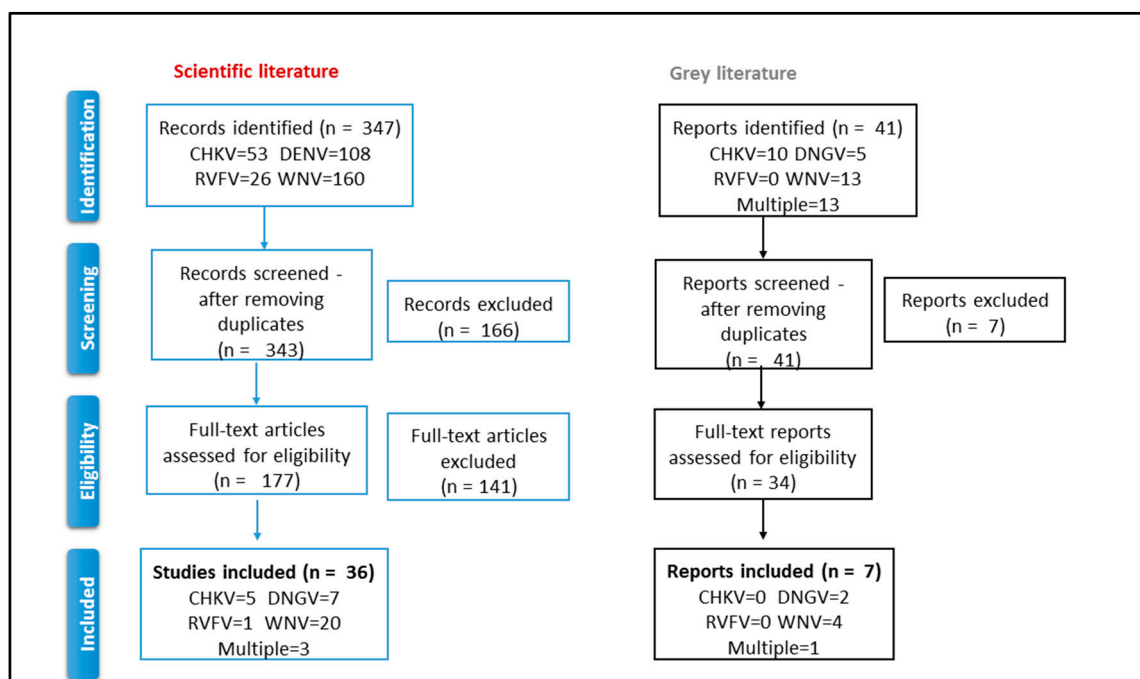 Scientific literature
Grey literature
Identification
Records identified (n = 347)
CHKV=53 DENV=108
RVFV=26 WNV=160
Reports identified (n = 41)
CHKV=10 DNGV=5
RVFV=0 WNV=13
Multiple=13
Screening
Records screened -
after removing
duplicates
(n = 343)
Records excluded
(n = 166)
Reports screened -
after removing
duplicates
(n = 41)
Reports excluded
(n = 7)
Eligibility
Full-text articles
assessed for eligibility
(n = 177)
Full-text articles
excluded
(n = 141)
Full-text reports
assessed for eligibility
(n = 34)
Included
Studies included (n = 36)
CHKV=5 DNGV=7
RVFV=1 WNV=20
Multiple=3
Reports included (n = 7)
CHKV=0 DNGV=2
RVFV=0 WNV=4
Multiple=1